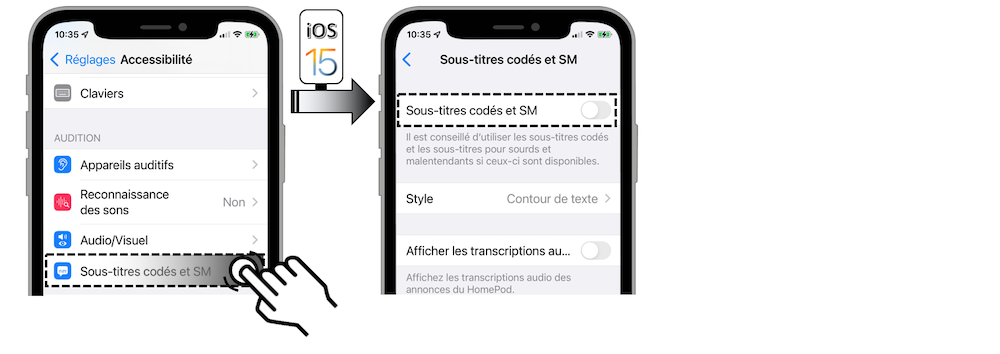 10:35
Réglages Accessibilité
Claviers
AUDITION
Appareils auditifs
Reconnaissance
des sons
Non
Audio/Visuel
Sous-titres codés et SM
iOS
15
10:35
Sous-titres codés et SM
Sous-titres codés et SM
Il est conseillé d'utiliser les sous-titres codés
et les sous-titres pour sourds et
malentendants si ceux-ci sont disponibles.
Style Contour de texte
Afficher les transcriptions au...
Affichez les transcriptions audio des
annonces du HomePod.